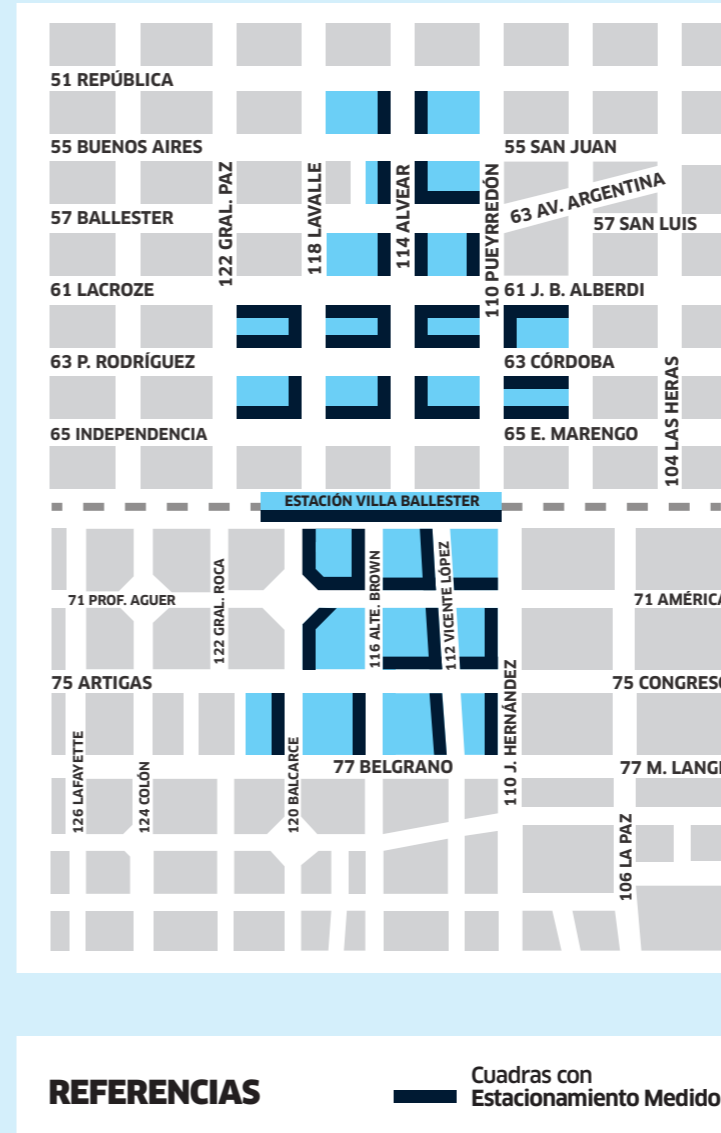 51 REPÚBLICA
55 BUENOS AIRES
55 SAN JUAN
122 GRAL. PAZ
118 LAVALLE
114 ALVEAR
110 PUEYRREDÓN
63 AV. ARGENTINA
57 BALLESTER
57 SAN LUIS
61 LACROZE
61 J. B. ALBERDI
63 P. RODRÍGUEZ
63 CÓRDOBA
104 LAS HERAS
65 INDEPENDENCIA
65 E. MARENGO
ESTACIÓN VILLA BALLESTER
71 PROF. AGUER
122 GRAL. ROCA
116 ALTE. BROWN
112 VICENTE LÓPEZ
71 AMÉRICA
75 ARTIGAS
110 J. HERNÁNDEZ
75 CONGRESO
126 LAFAYETTE
124 COLÓN
120 BALCARCE
77 BELGRANO
77 M. LANGE
106 LA PAZ
REFERENCIAS
Cuadras con
Estacionamiento Medido